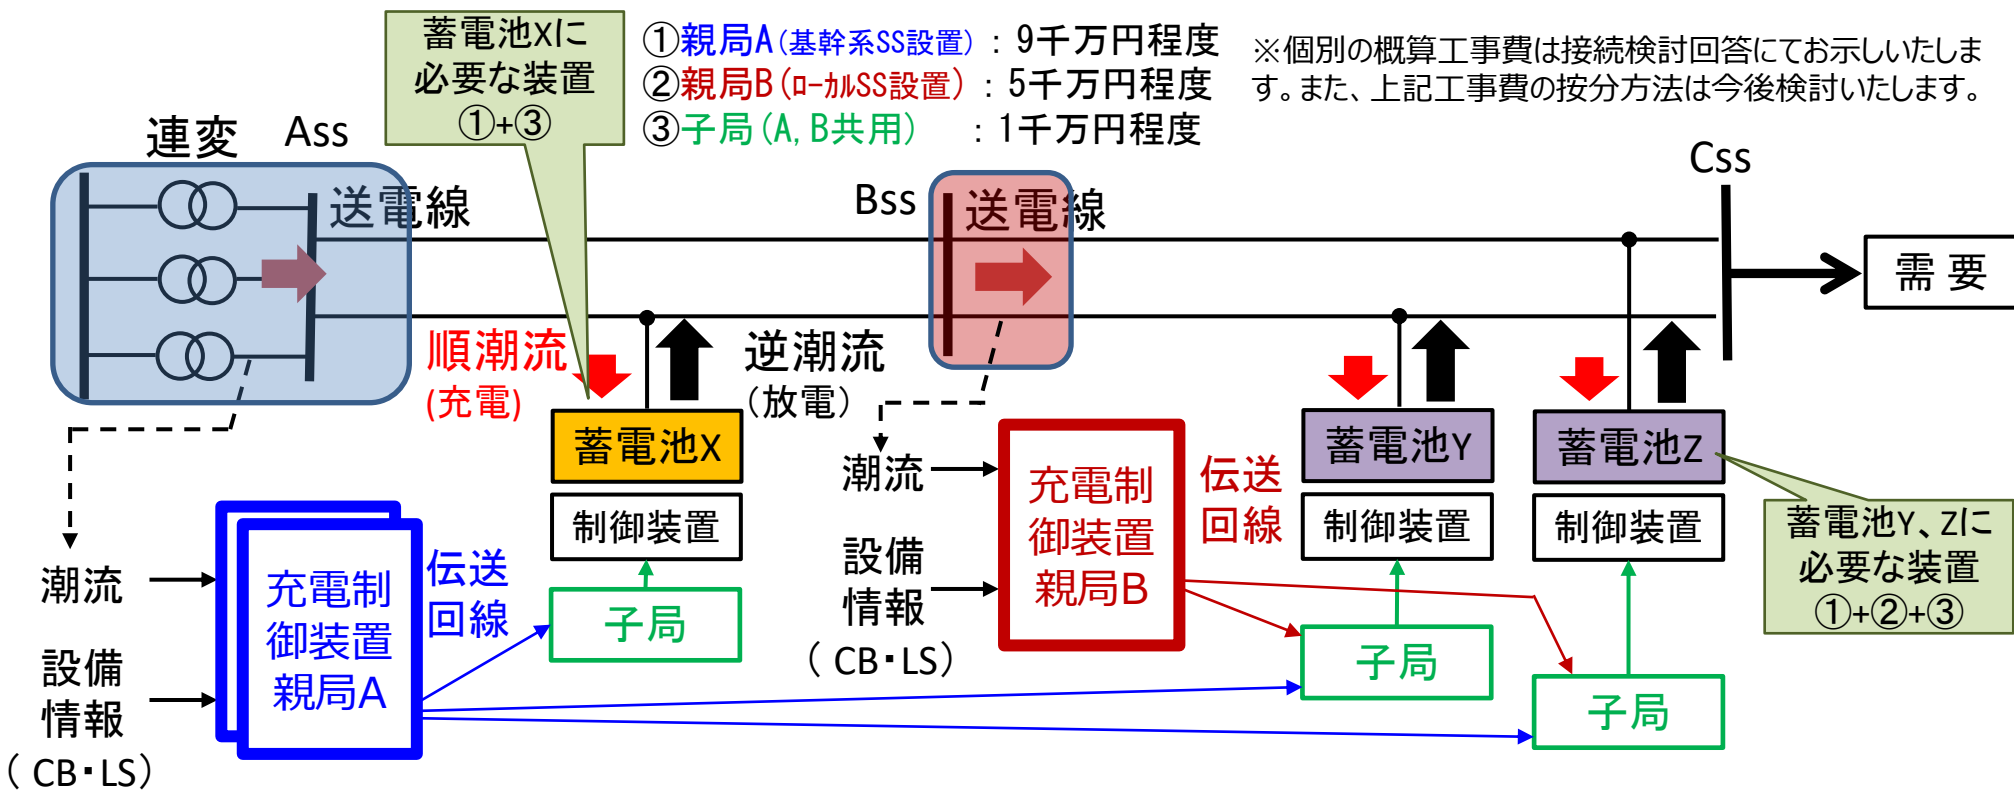 蓄電池Xに
必要な装置
①+③
①親局A(基幹系SS設置)：9千万円程度
②親局B(ﾛｰｶﾙSS設置)：5千万円程度
③子局(A,B共用)　：1千万円程度
※個別の概算工事費は接続検討回答にてお示しいたしま
す。また、上記工事費の按分方法は今後検討いたします。
連変
Ass
送電線
Bss
送電線
Css
需要
順潮流
(充電)
逆潮流
(放電)
蓄電池X
制御装置
子局
潮流
設備
情報
(CB･LS)
充電制
御装置
親局A
伝送
回線
潮流
設備
情報
(CB･LS)
充電制
御装置
親局B
伝送
回線
蓄電池Y
制御装置
子局
蓄電池Z
制御装置
子局
蓄電池Y、Zに
必要な装置
①+②+③